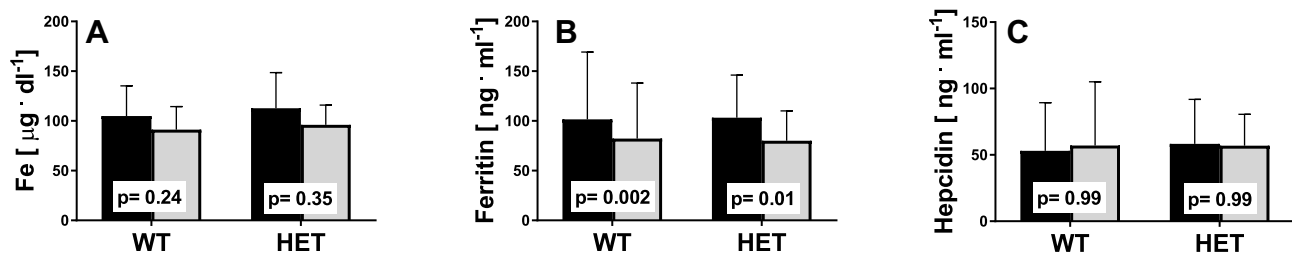 A
Fe [ µg · dl-1]
200
150
100
50
0
p= 0.24
p= 0.35
WT
HET
B
Ferritin [ ng · ml-1]
200
150
100
50
0
p= 0.002
p= 0.01
WT
HET
C
Hepcidin [ ng · ml-1]
150
100
50
0
p= 0.99
p= 0.99
WT
HET